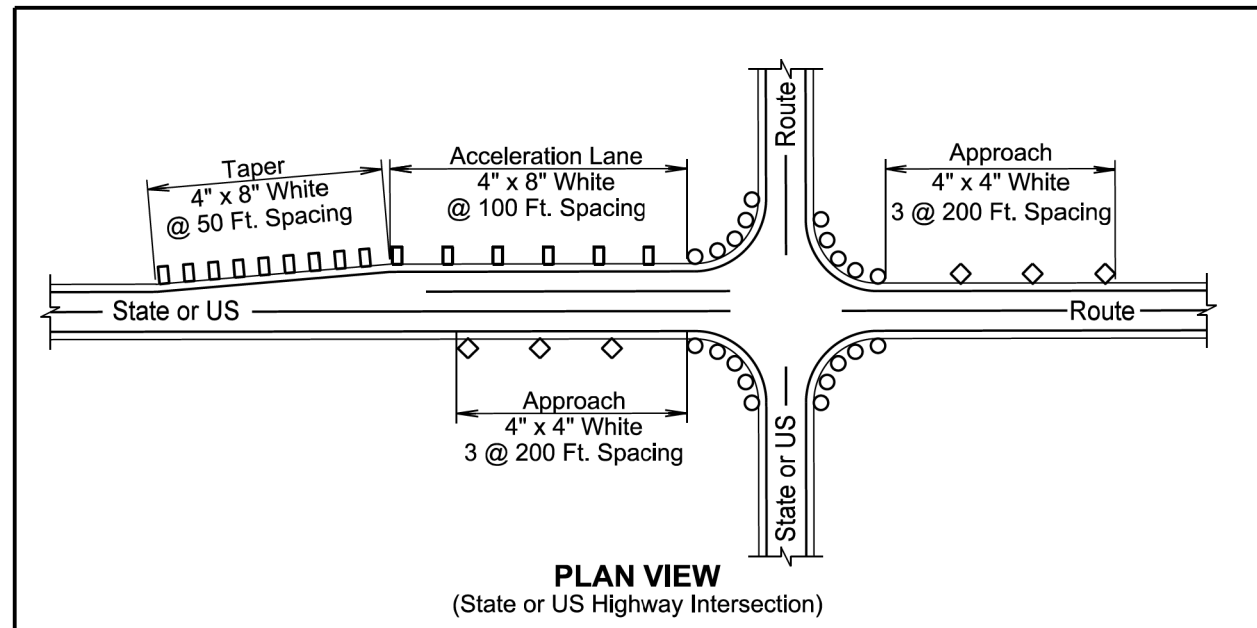 Taper
4" x 8" White
@ 50 Ft. Spacing
Acceleration Lane
4" x 8" White
@ 100 Ft. Spacing
Route
Approach
4" x 4" White
3 @ 200 Ft. Spacing
State or US
Route
Approach
4" x 4" White
3 @ 200 Ft. Spacing
State or US
PLAN VIEW
(State or US Highway Intersection)